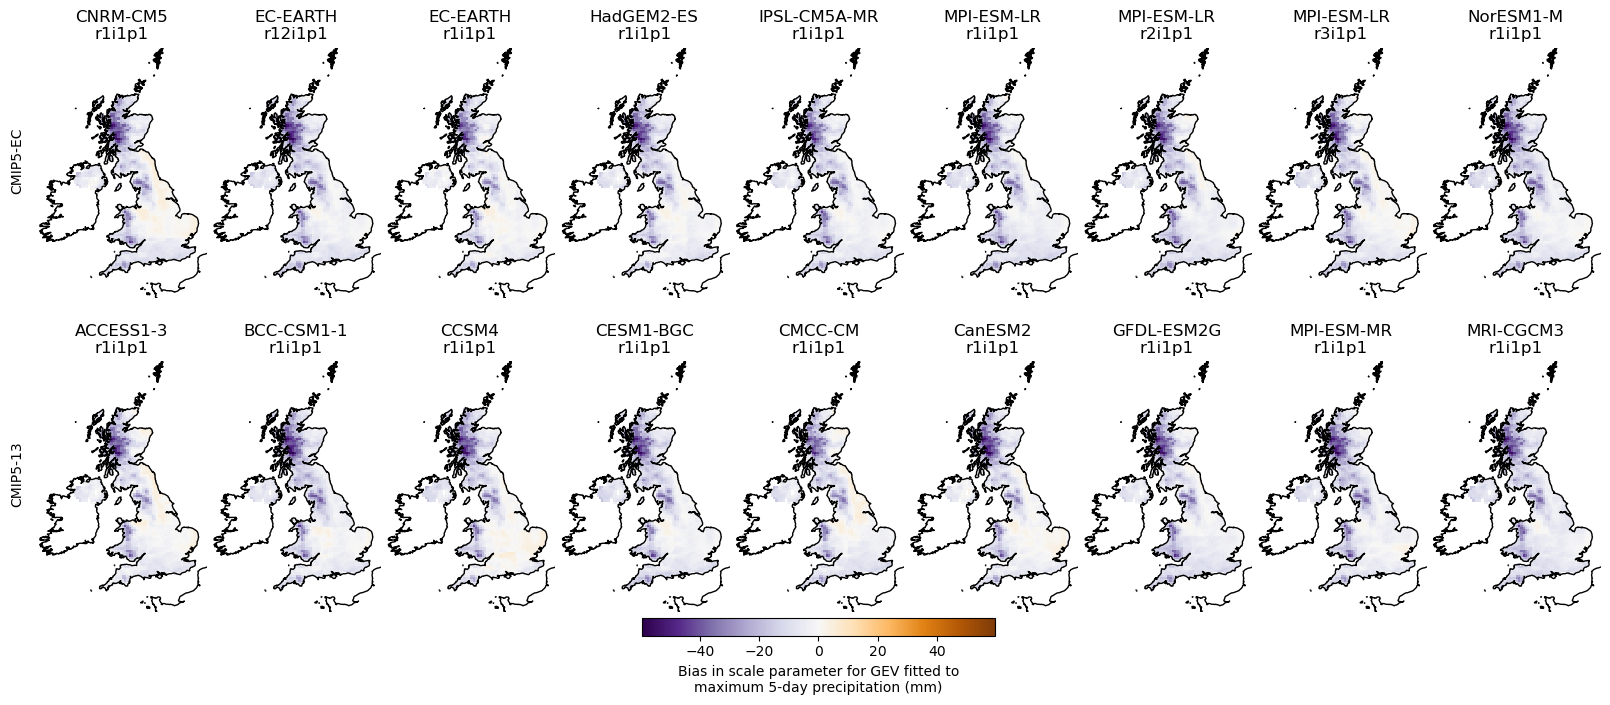 CNRM-CM5 EC-EARTH EC-EARTH HadGEM2-ES IPSL-CM5A-MR MPI-ESM-LR MPI-ESM-LR MPI-ESM-LR NorESM1-M
r1i1p1 r12i1p1 r1i1p1 r1i1p1 r1i1p1 r1i1p1 r2i1p1 r3i1p1 r1i1p1
CMIP5-EC
ACCESS1-3 BCC-CSM1-1 CCSM4 CESM1-BGC CMCC-CM CanESM2 GFDL-ESM2G MPI-ESM-MR MRI-CGCM3
r1i1p1 r1i1p1 r1i1p1 r1i1p1 r1i1p1 r1i1p1 r1i1p1 r1i1p1 r1i1p1
CMIP5-13
−40 −20 0 20 40
Bias in scale parameter for GEV fitted to
maximum 5-day precipitation (mm)